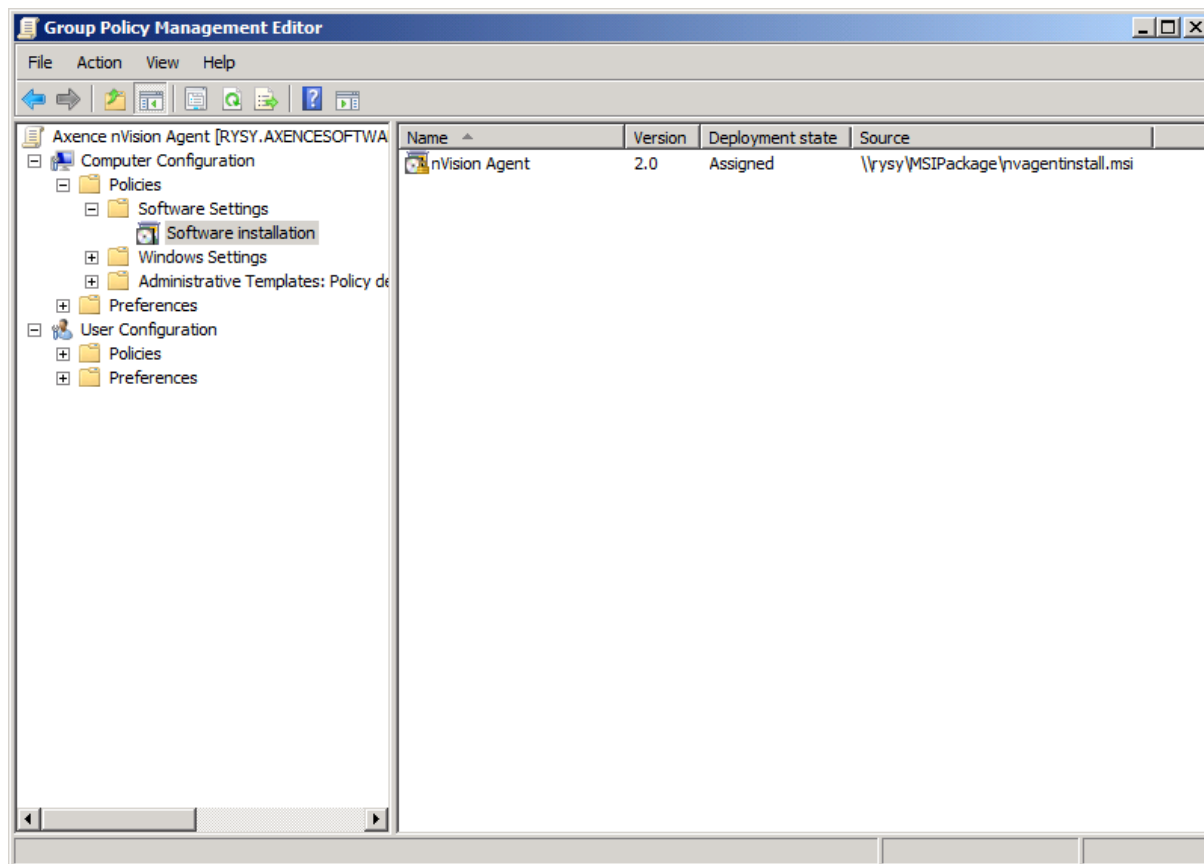 Group Policy Management Editor
File Action View Help
Axence nVision Agent [RYSY.AXENCESOFTWA
Computer Configuration
Policies
Software Settings
Software installation
Windows Settings
Administrative Templates: Policy de
Preferences
User Configuration
Policies
Preferences
Name Version Deployment state Source
nVision Agent 2.0 Assigned \\rysy\MSIPackage\nvagentinstall.msi